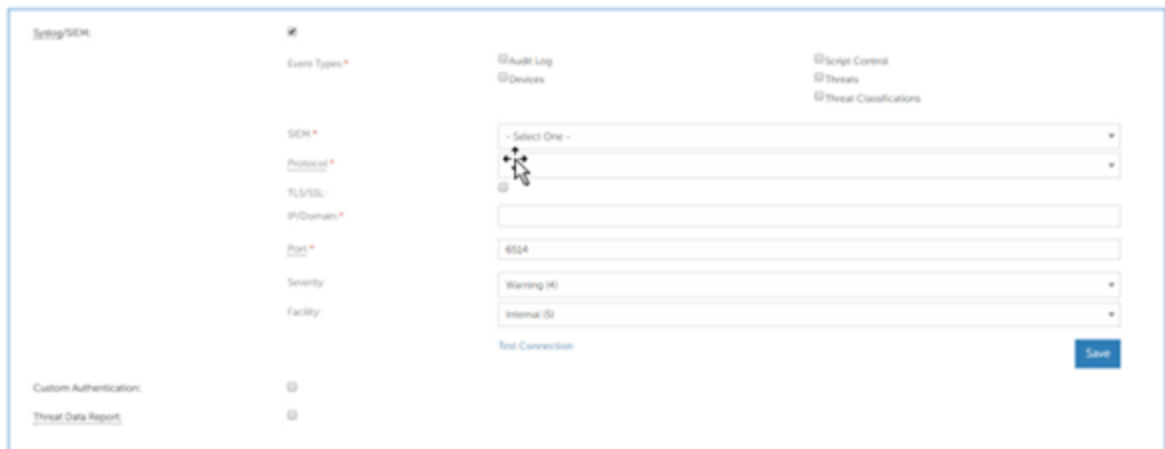 Syslog/SIEM:
Event Types:* Audit Log Script Control
Devices Threats
Threat Classifications
SIEM:* - Select One -
Protocol:*
TLS/SSL:
IP/Domain:*
Port:* 6514
Severity: Warning (4)
Facility: Internal (5)
Test Connection Save
Custom Authentication:
Threat Data Report: